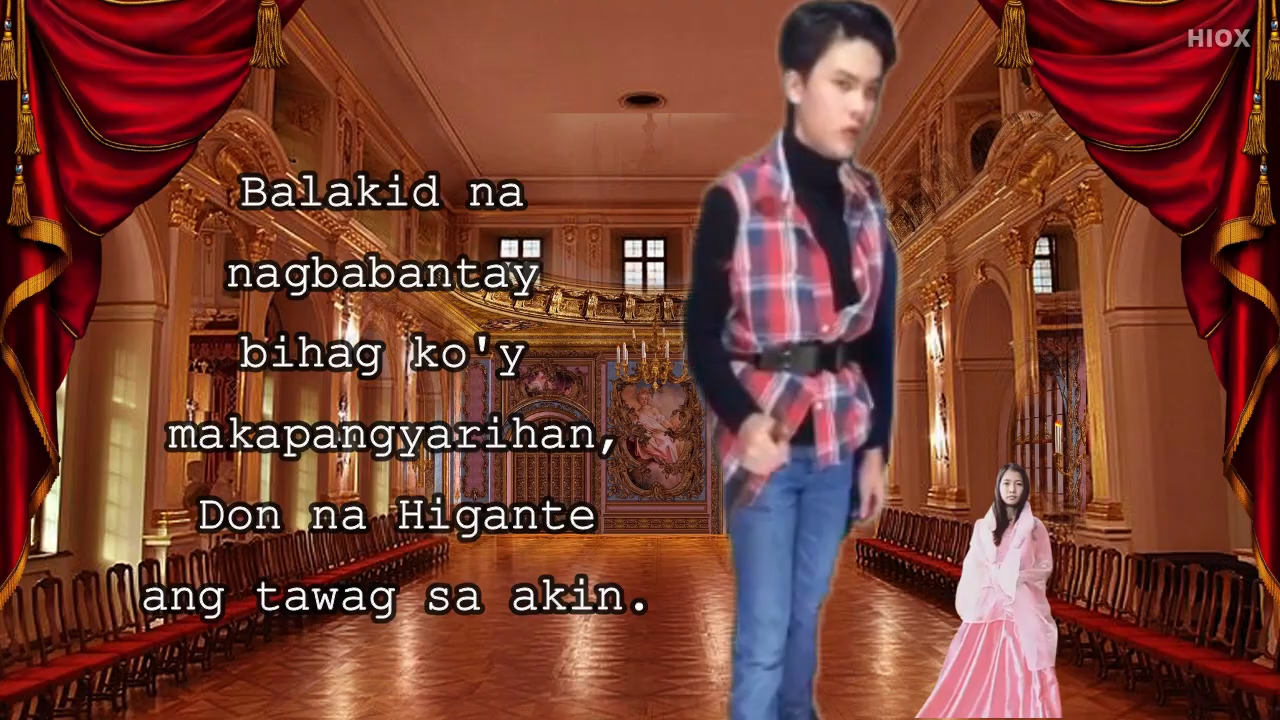 HIOX
Balakid na
nagbabantay
bihag ko'y
makapangyarihan,
Don na Higante
ang tawag sa akin.